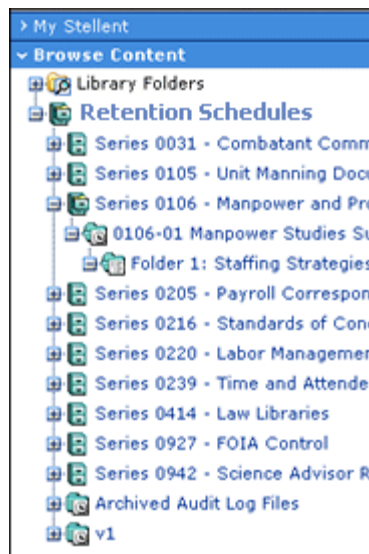 My Stellent
Browse Content
Library Folders
Retention Schedules
Series 0031 - Combatant Comm
Series 0105 - Unit Manning Docu
Series 0106 - Manpower and Pro
0106-01 Manpower Studies Su
Folder 1: Staffing Strategies
Series 0205 - Payroll Correspon
Series 0216 - Standards of Cond
Series 0220 - Labor Managemen
Series 0239 - Time and Attende
Series 0414 - Law Libraries
Series 0927 - FOIA Control
Series 0942 - Science Advisor R
Archived Audit Log Files
v1